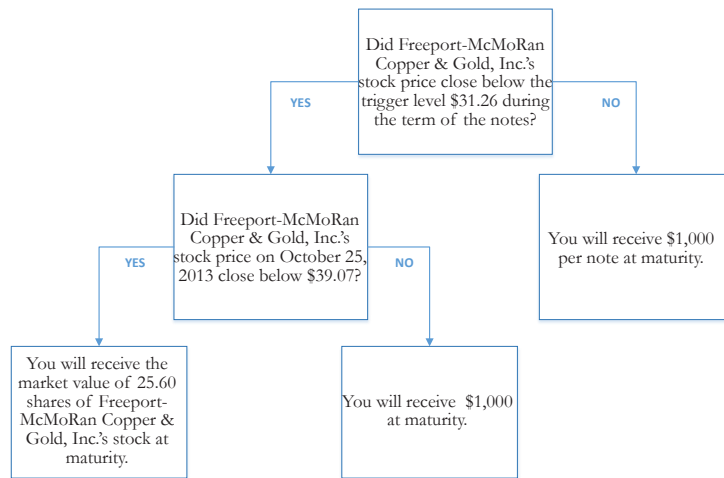 Did Freeport-McMoRan
Copper & Gold, Inc.'s
stock price close below the
trigger level $31.26 during
the term of the notes?
YES
NO
Did Freeport-McMoRan
Copper & Gold, Inc.'s
stock price on October 25,
2013 close below $39.07?
You will receive $1,000
per note at maturity.
YES
NO
You will receive the
market value of 25.60
shares of Freeport-
McMoRan Copper &
Gold, Inc.'s stock at
maturity.
You will receive $1,000
at maturity.